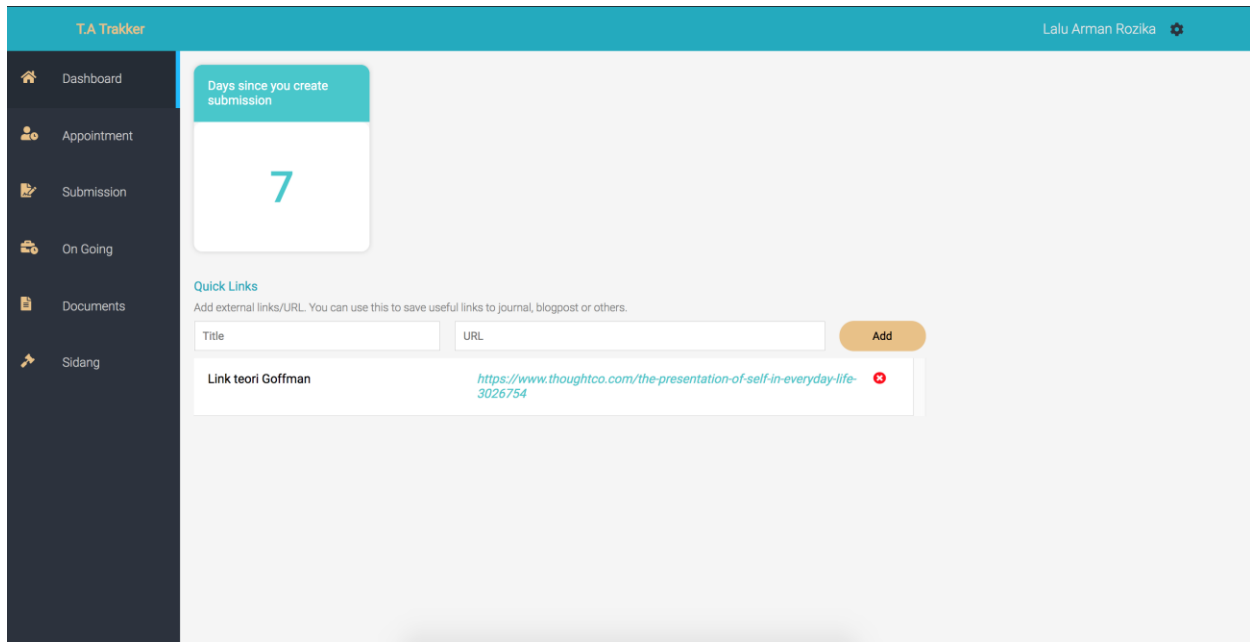 T.A Trakker
Lalu Arman Rozika
Dashboard
Appointment
Submission
On Going
Documents
Sidang
Days since you create
submission
7
Quick Links
Add external links/URL. You can use this to save useful links to journal, blogpost or others.
Title
URL
Add
Link teori Goffman
https://www.thoughtco.com/the-presentation-of-self-in-everyday-life-
3026754